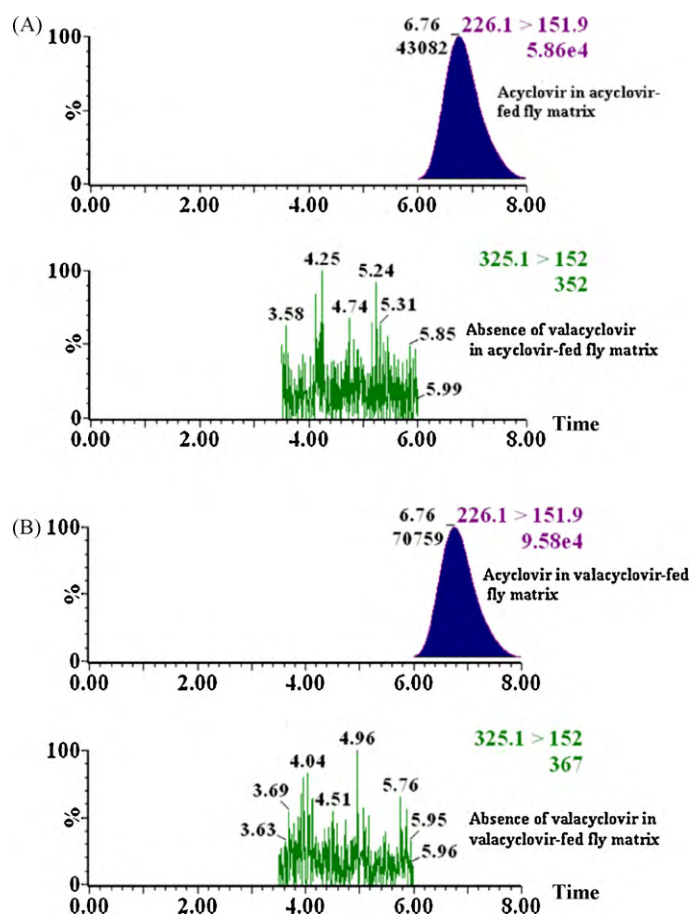 (A)
100
6.76
43082
226.1 > 151.9
5.86e4
Acyclovir in acyclovir-
fed fly matrix
%
0
0.00 2.00 4.00 6.00 8.00
100
4.25
5.24
325.1 > 152
352
3.58
4.74
5.31
5.85
Absence of valacyclovir
in acyclovir-fed fly matrix
5.99
%
0
0.00 2.00 4.00 6.00 8.00
Time
(B)
100
6.76
70759
226.1 > 151.9
9.58e4
Acyclovir in valacyclovir-fed
fly matrix
%
0
0.00 2.00 4.00 6.00 8.00
100
4.96
325.1 > 152
367
4.04
3.69
4.51
5.76
3.63
5.95
Absence of valacyclovir in
valacyclovir-fed fly matrix
5.96
%
0
0.00 2.00 4.00 6.00 8.00
Time